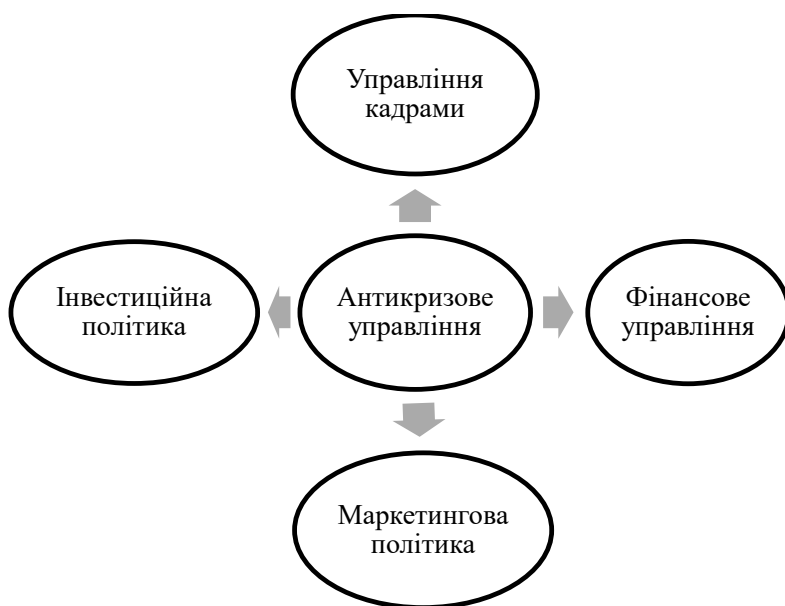 Управління
кадрами
Інвестиційна
політика
Антикризове
управління
Фінансове
управління
Маркетингова
політика